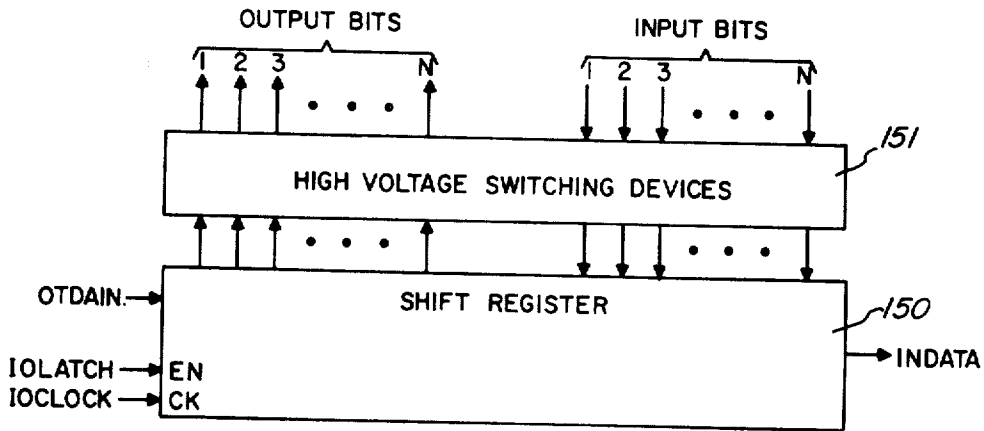 OUTPUT BITS
INPUT BITS
1 2 3 N
1 2 3 N
151
HIGH VOLTAGE SWITCHING DEVICES
OTDAIN.
SHIFT REGISTER
150
INDATA
IOLATCH EN
IOCLOCK CK